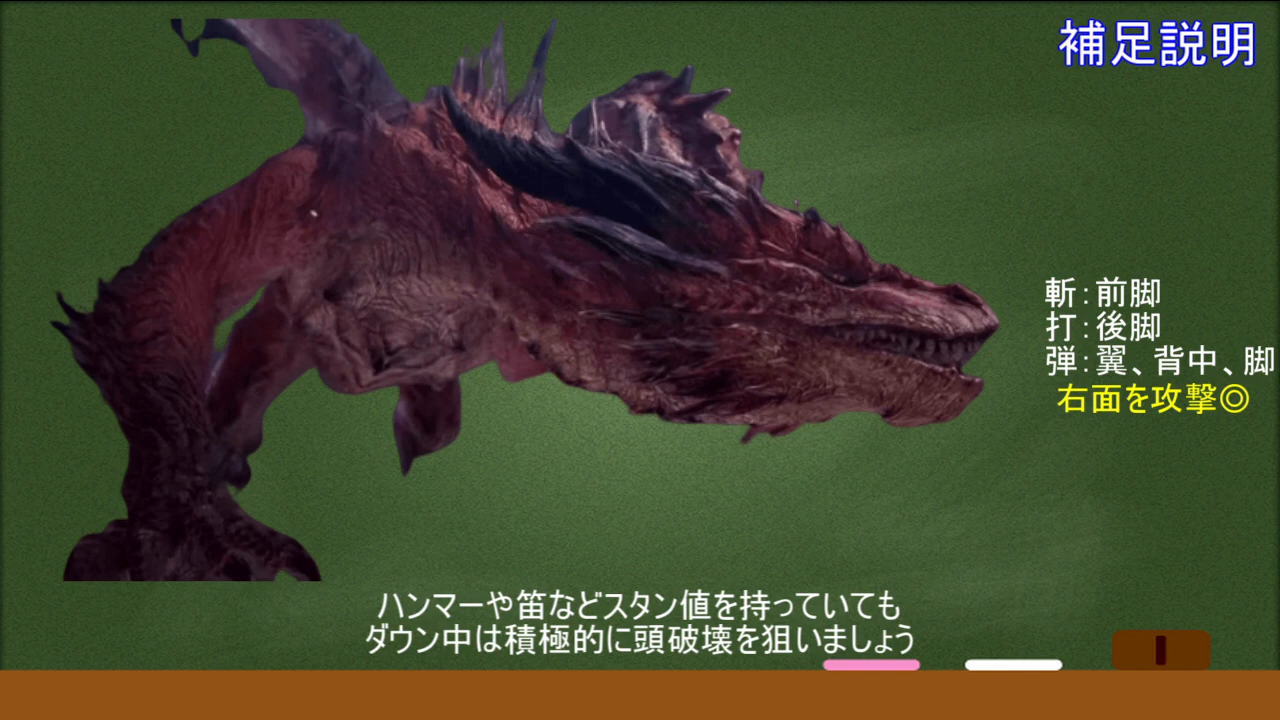 補足説明
斬：前脚
打：後脚
弾：翼、背中、脚
右面を攻撃◎
ハンマーや笛などスタン値を持っていても
ダウン中は積極的に頭破壊を狙いましょう